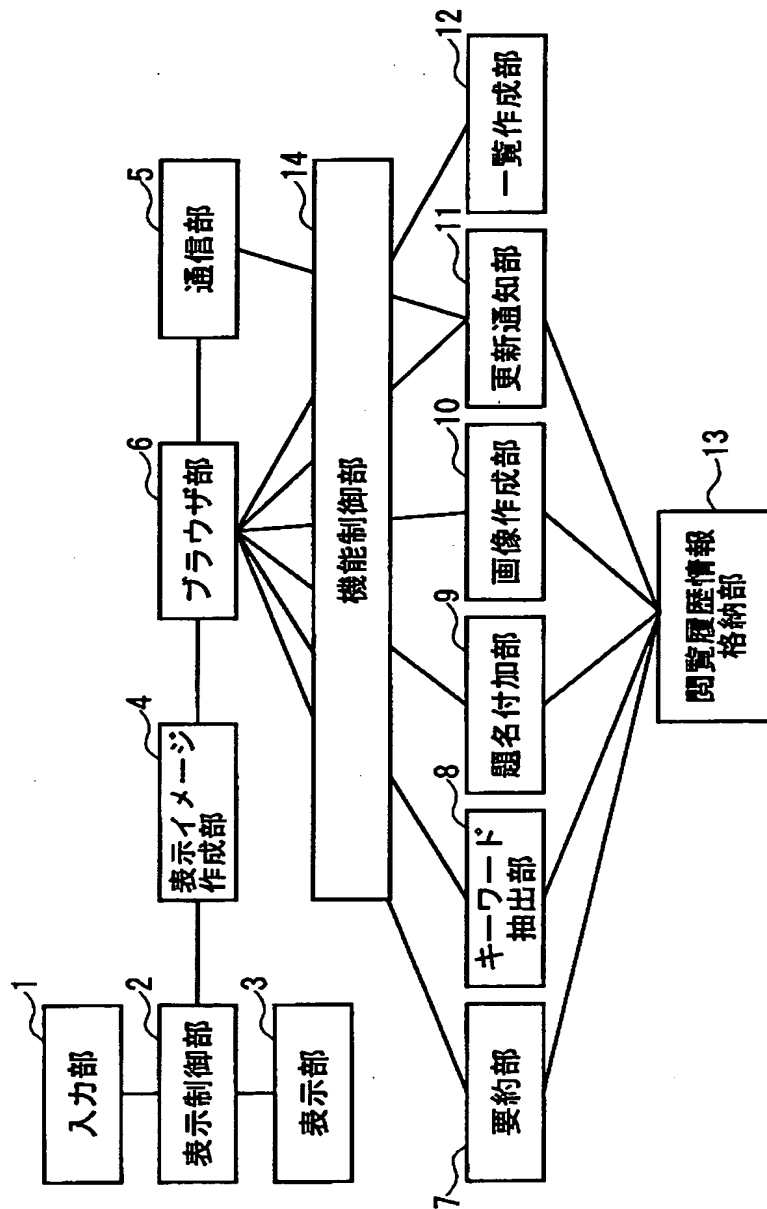 1
入力部
2
表示制御部
3
表示部
4
表示イメージ
作成部
6
ブラウザ部
5
通信部
14
機能制御部
7
要約部
8
キーワード
抽出部
9
題名付加部
10
画像作成部
11
更新通知部
12
一覧作成部
13
閲覧履歴情報
格納部